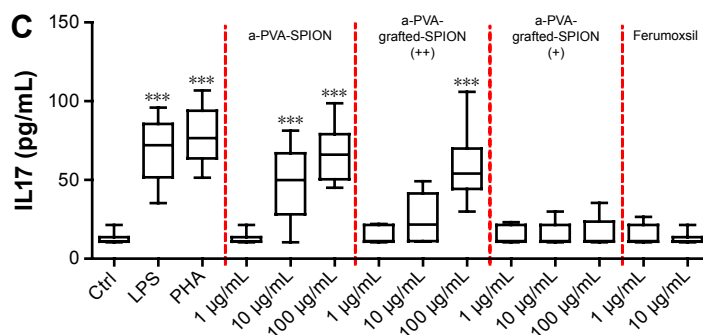 C
a-PVA-SPION
a-PVA-
grafted-SPION
(++)
a-PVA-
grafted-SPION
(+)
Ferumoxsil
IL17 (pg/mL)
150
100
50
0
***
***
***
***
***
Ctrl
LPS
PHA
1 µg/mL
10 µg/mL
100 µg/mL
1 µg/mL
10 µg/mL
100 µg/mL
1 µg/mL
10 µg/mL
100 µg/mL
1 µg/mL
10 µg/mL